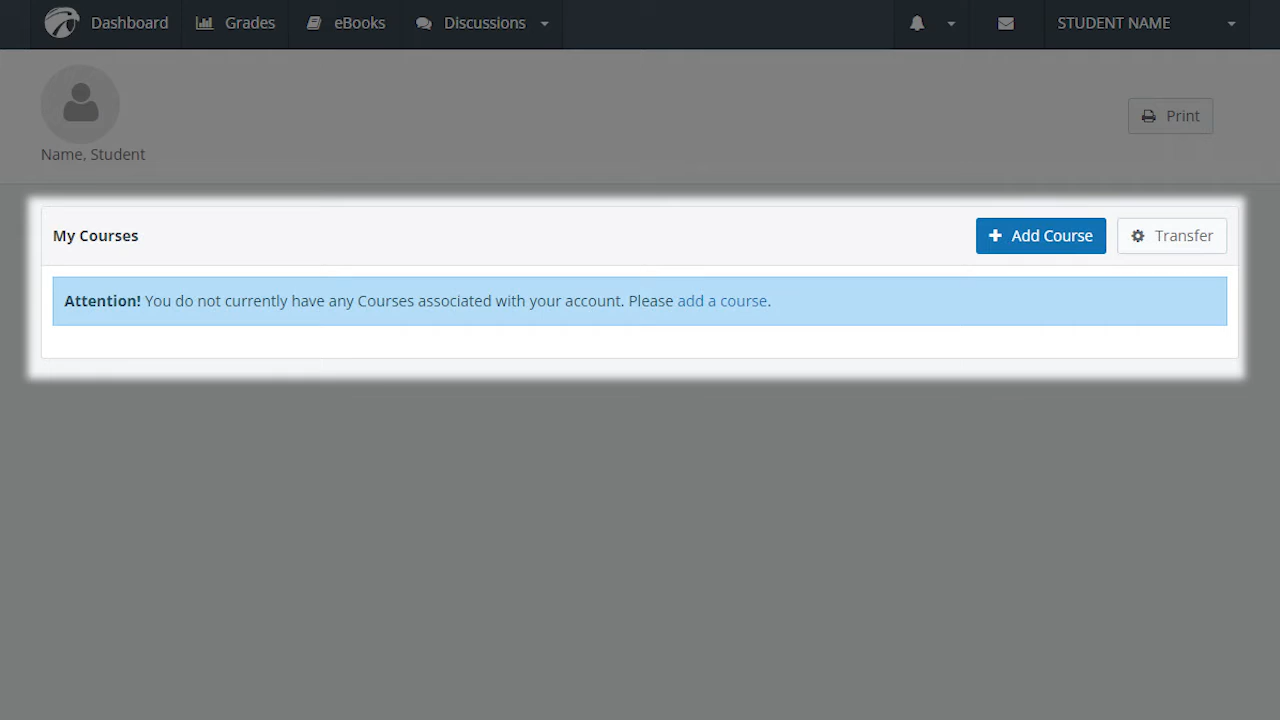 Dashboard Grades eBooks Discussions STUDENT NAME
Print
Name, Student
My Courses Add Course Transfer
Attention! You do not currently have any Courses associated with your account. Please add a course.